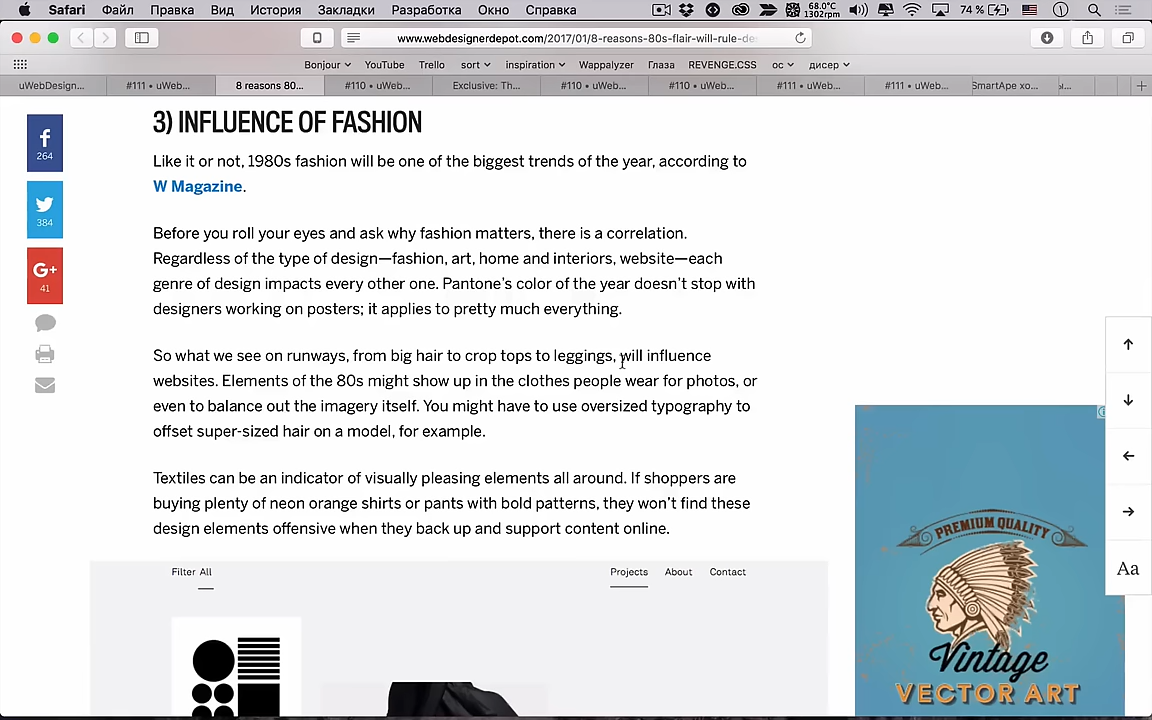 Safari Файл Правка Вид История Закладки Разработка Окно Справка 68.0°C 1302rpm 74 %
www.webdesignerdepot.com/2017/01/8-reasons-80s-flair-will-rule-de
Bonjour YouTube Trello sort inspiration Wappalyzer Глаза REVENGE.CSS ос дисер
uWebDesign... #111 • uWeb... 8 reasons 80... #110 • uWeb... Exclusive: Th... #110 • uWeb... #110 • uWeb... #111 • uWeb... #111 • uWeb... SmartApe хо...
3) INFLUENCE OF FASHION
Like it or not, 1980s fashion will be one of the biggest trends of the year, according to
W Magazine.
Before you roll your eyes and ask why fashion matters, there is a correlation.
Regardless of the type of design—fashion, art, home and interiors, website—each
genre of design impacts every other one. Pantone's color of the year doesn't stop with
designers working on posters; it applies to pretty much everything.
So what we see on runways, from big hair to crop tops to leggings, will influence
websites. Elements of the 80s might show up in the clothes people wear for photos, or
even to balance out the imagery itself. You might have to use oversized typography to
offset super-sized hair on a model, for example.
Textiles can be an indicator of visually pleasing elements all around. If shoppers are
buying plenty of neon orange shirts or pants with bold patterns, they won't find these
design elements offensive when they back up and support content online.
Filter All Projects About Contact
f
264
384
G+
41
Aa
PREMIUM QUALITY
Vintage
VECTOR ART